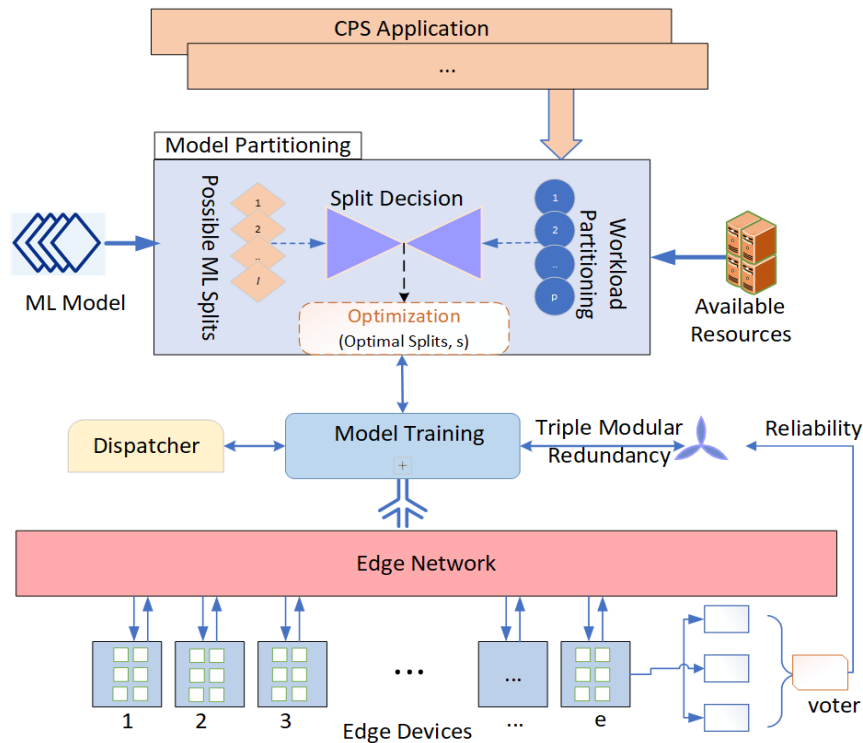 CPS Application
...
Model Partitioning
Possible ML Splits
1
2
..
l
Split Decision
1
2
..
p
Workload
Partitioning
ML Model
Optimization
(Optimal Splits, s)
Available
Resources
Dispatcher
Model Training
+
Triple Modular
Redundancy
Reliability
Edge Network
...
...
voter
1
2
3
...
e
Edge Devices